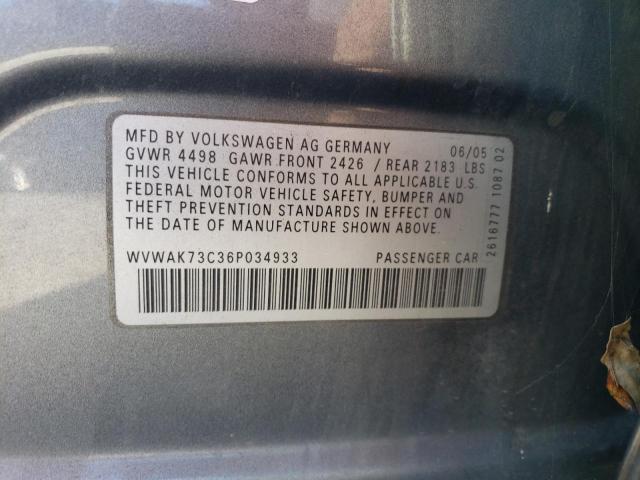 MFD BY VOLKSWAGEN AG GERMANY 06/05
GVWR 4498 GAWR FRONT 2426 / REAR 2183 LBS
THIS VEHICLE CONFORMS TO ALL APPLICABLE U.S.
FEDERAL MOTOR VEHICLE SAFETY, BUMPER AND
THEFT PREVENTION STANDARDS IN EFFECT ON
THE DATE OF MANUFACTURE SHOWN ABOVE.
WVWAK73C36P034933 PASSENGER CAR
2616777 1087 02